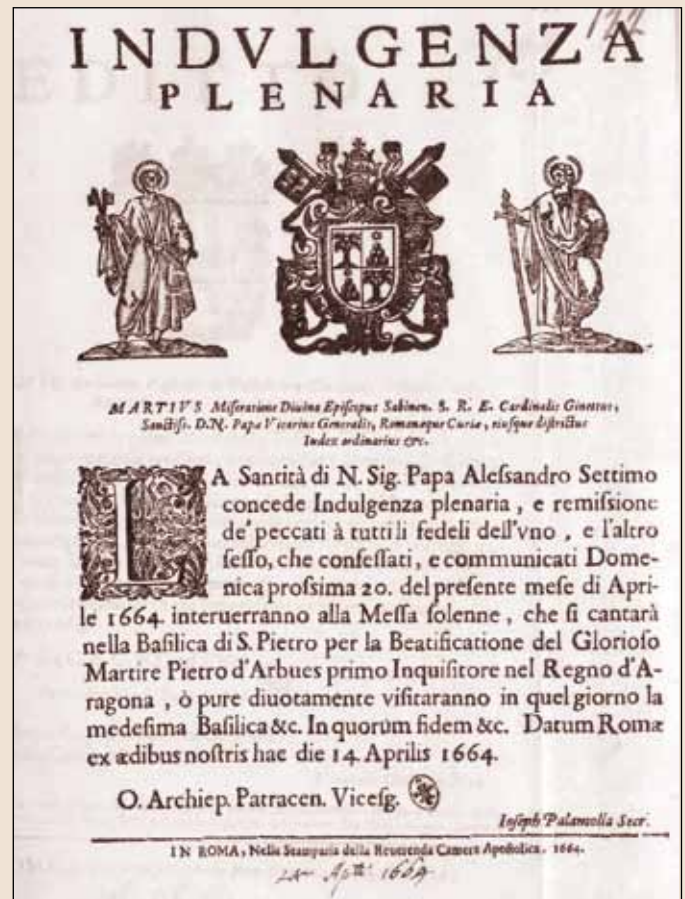 122
INDVLGENZA
PLENARIA
MARTIVS Miseratione Diuina Episcopus Sabinen. S. R. E. Cardinalis Ginettus,
Sanctiss. D.N. Papæ Vicarius Generalis, Romanæque Curiæ, eiusque districtus
Iudex ordinarius &c.
LA Santità di N. Sig. Papa Alessandro Settimo
concede Indulgenza plenaria, e remissione
de' peccati à tutti li fedeli dell'vno, e l'altro
sesso, che confessati, e communicati Dome-
nica prossima 20. del presente mese di Apri-
le 1664. interuerranno alla Messa solenne, che si cantarà
nella Basilica di S. Pietro per la Beatificatione del Glorioso
Martire Pietro d'Arbues primo Inquisitore nel Regno d'A-
ragona, ò pure diuotamente visitaranno in quel giorno la
medesima Basilica &c. In quorum fidem &c. Datum Romæ
ex ædibus nostris hac die 14. Aprilis 1664.
O. Archiep. Patracen. Vicesg.
Ioseph Palamolla Secr.
IN ROMA, Nella Stamparia della Reuerenda Camera Apostolica. 1664.
1664